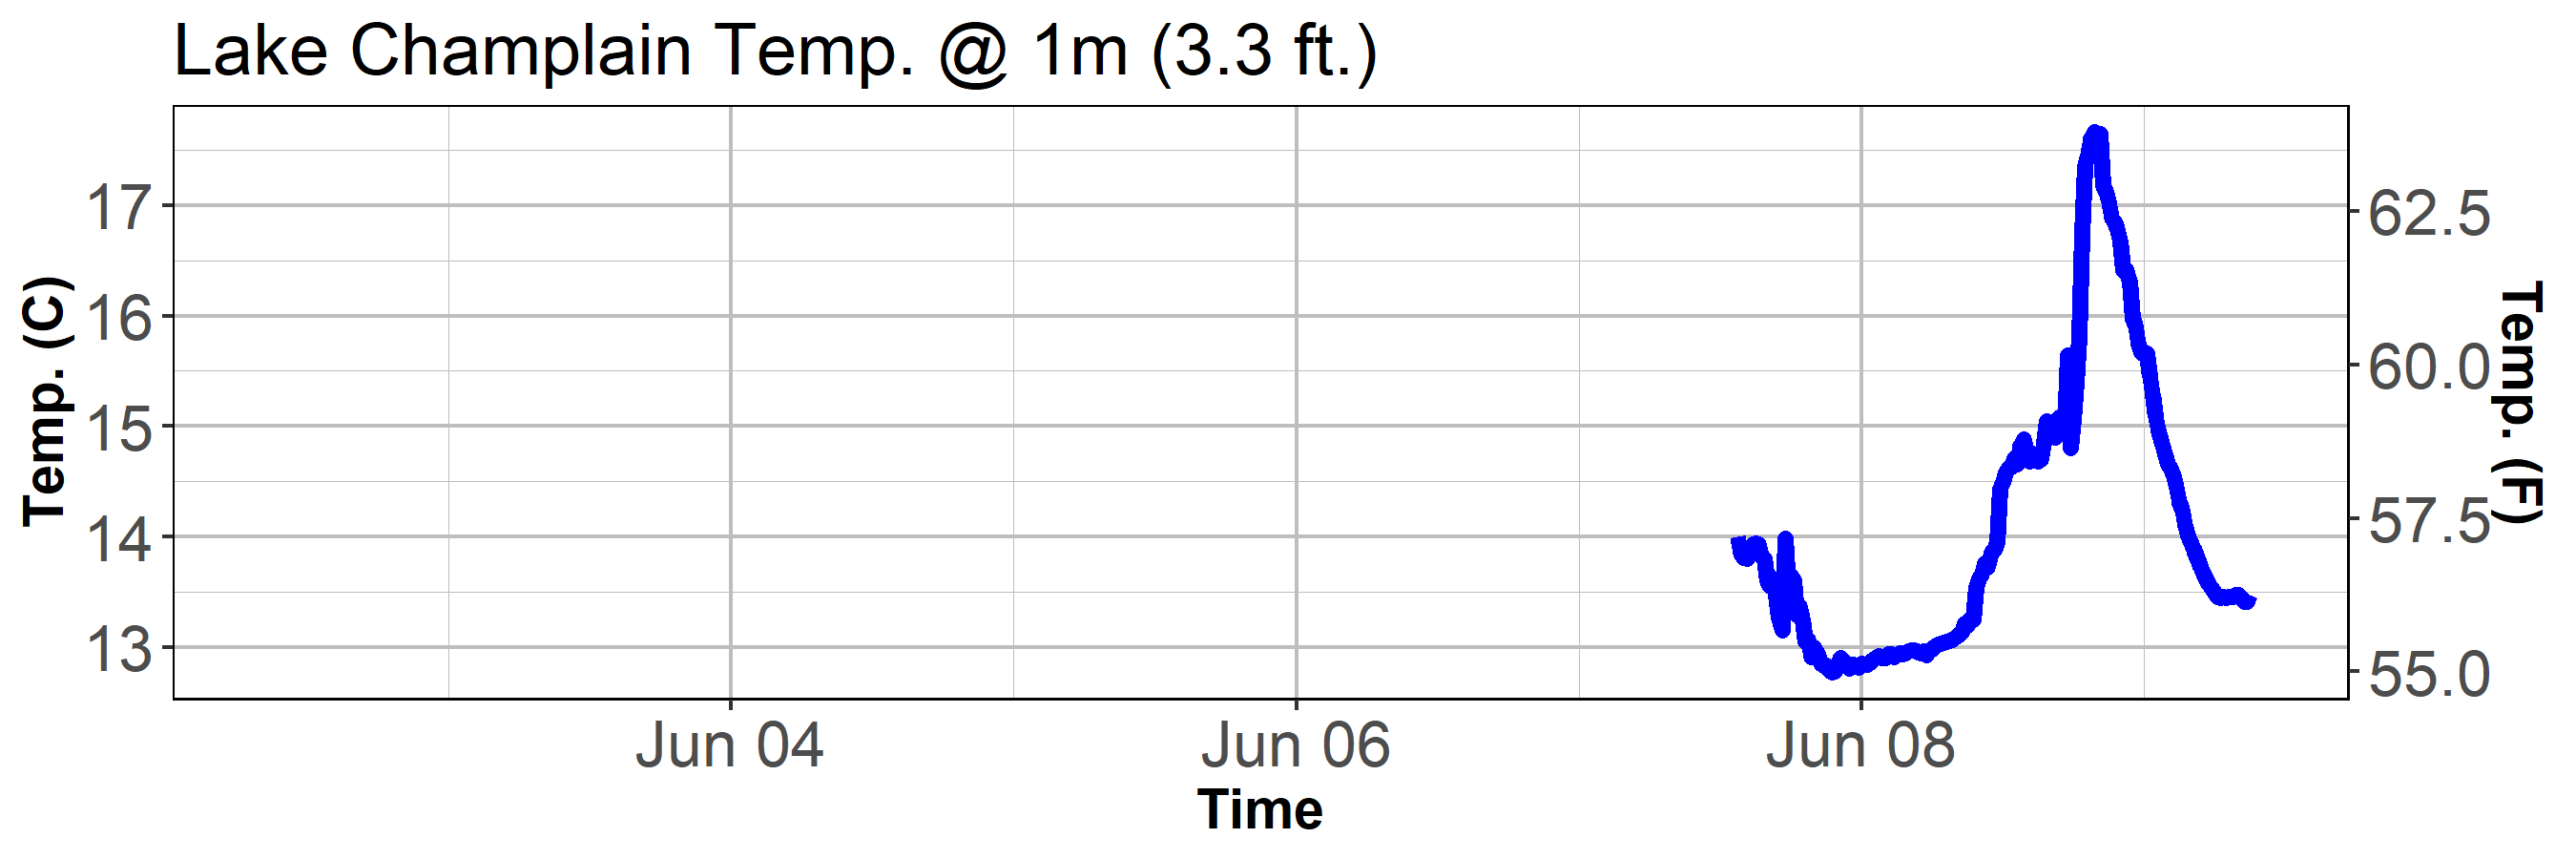 Lake Champlain Temp. @ 1m (3.3 ft.)
Temp. (C)
17
16
15
14
13
62.5
60.0
57.5
55.0
Temp. (F)
Jun 04
Jun 06
Jun 08
Time